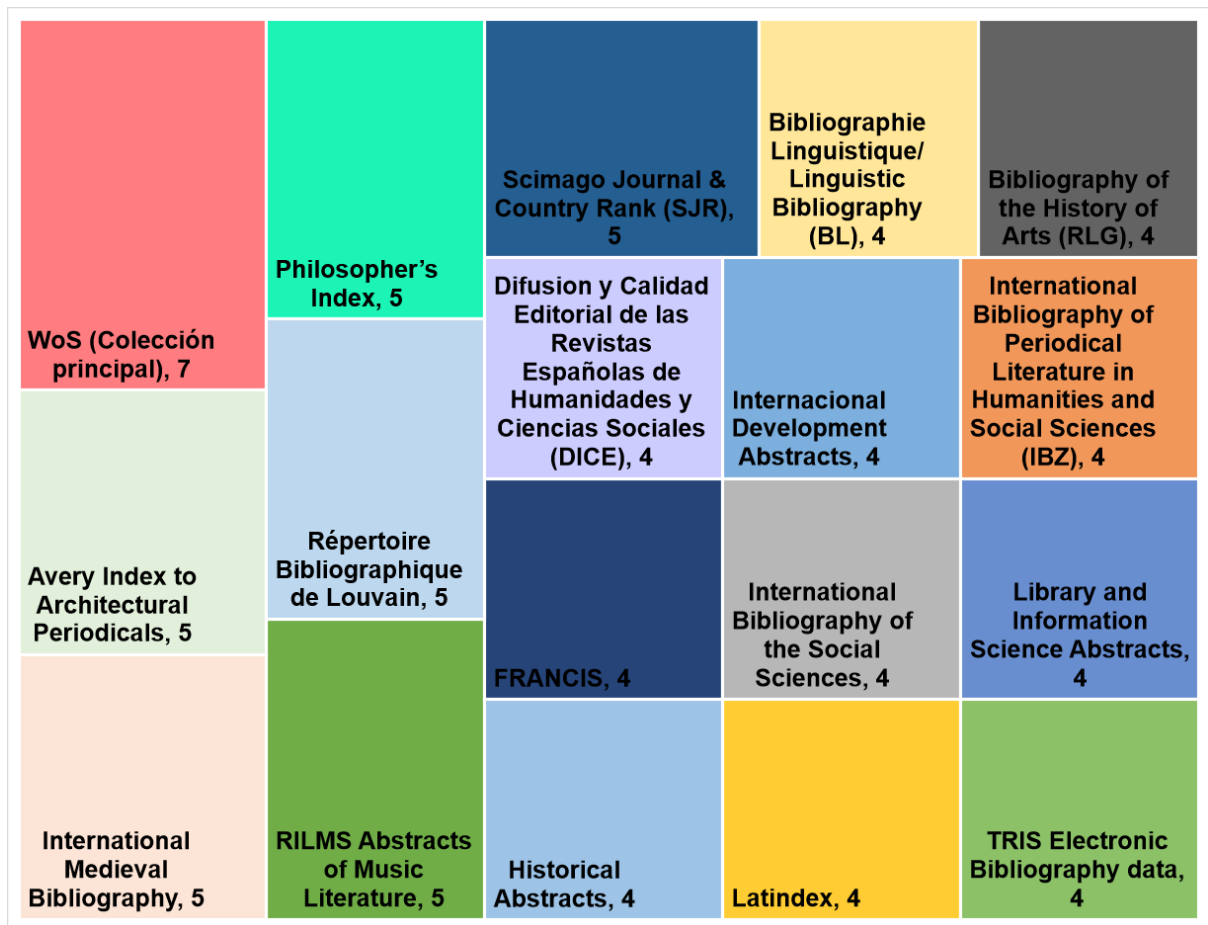 WoS (Colección
principal), 7
Avery Index to
Architectural
Periodicals, 5
International
Medieval
Bibliography, 5
Philosopher’s
Index, 5
Répertoire
Bibliographique
de Louvain, 5
RILMS Abstracts
of Music
Literature, 5
Scimago Journal &
Country Rank (SJR),
5
Bibliographie
Linguistique/
Linguistic
Bibliography
(BL), 4
Bibliography of
the History of
Arts (RLG), 4
Difusion y Calidad
Editorial de las
Revistas
Españolas de
Humanidades y
Ciencias Sociales
(DICE), 4
Internacional
Development
Abstracts, 4
International
Bibliography of
Periodical
Literature in
Humanities and
Social Sciences
(IBZ), 4
FRANCIS, 4
International
Bibliography of
the Social
Sciences, 4
Library and
Information
Science Abstracts,
4
Historical
Abstracts, 4
Latindex, 4
TRIS Electronic
Bibliography data,
4